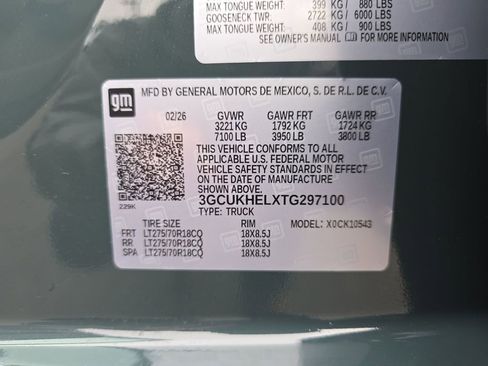 MAX TONGUE WEIGHT: 399 KG / 880 LBS
GOOSENECK TWR: 2722 KG / 6000 LBS
MAX TONGUE WEIGHT: 408 KG / 900 LBS
SEE OWNER'S MANUAL gm FOR MORE INFORMATION
gm MFD BY GENERAL MOTORS DE MEXICO, S. DE R.L. DE C.V.
02/26 GVWR GAWR FRT GAWR RR
3221 KG 1792 KG 1724 KG
7100 LB 3950 LB 3800 LB
THIS VEHICLE CONFORMS TO ALL
APPLICABLE U.S. FEDERAL MOTOR
VEHICLE SAFETY STANDARDS IN EFFECT
ON THE DATE OF MANUFACTURE SHOWN ABOVE.
3GCUKHELXTG297100
229K TYPE: TRUCK
TIRE SIZE RIM MODEL: X0CK10543
FRT LT275/70R18CQ 18X8.5J
RR LT275/70R18CQ 18X8.5J
SPA LT275/70R18CQ 18X8.5J